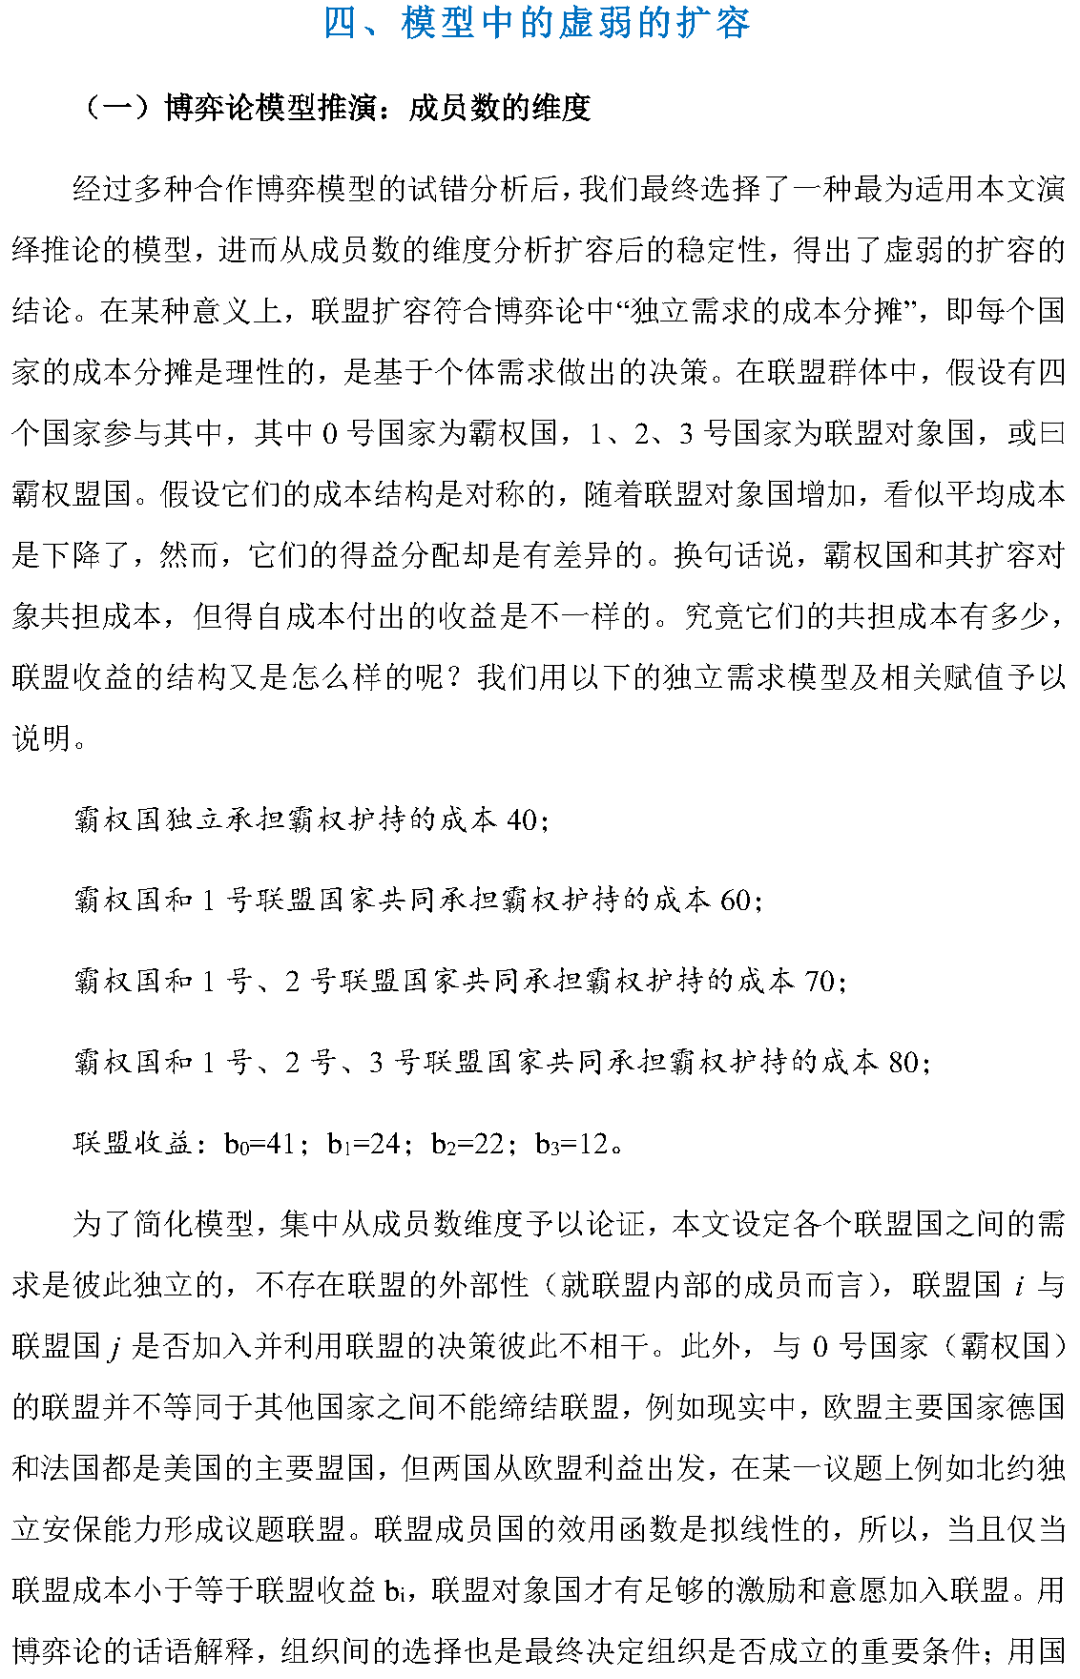 四、模型中的虚弱的扩容
（一）博弈论模型推演：成员数的维度
经过多种合作博弈模型的试错分析后，我们最终选择了一种最为适用本文演
绎推论的模型，进而从成员数的维度分析扩容后的稳定性，得出了虚弱的扩容的
结论。在某种意义上，联盟扩容符合博弈论中“独立需求的成本分摊”，即每个国
家的成本分摊是理性的，是基于个体需求做出的决策。在联盟群体中，假设有四
个国家参与其中，其中 0 号国家为霸权国，1、2、3 号国家为联盟对象国，或曰
霸权盟国。假设它们的成本结构是对称的，随着联盟对象国增加，看似平均成本
是下降了，然而，它们的得益分配却是有差异的。换句话说，霸权国和其扩容对
象共担成本，但得自成本付出的收益是不一样的。究竟它们的共担成本有多少，
联盟收益的结构又是怎么样的呢？我们用以下的独立需求模型及相关赋值予以
说明。
霸权国独立承担霸权护持的成本 40；
霸权国和 1 号联盟国家共同承担霸权护持的成本 60；
霸权国和 1 号、2 号联盟国家共同承担霸权护持的成本 70；
霸权国和 1 号、2 号、3 号联盟国家共同承担霸权护持的成本 80；
联盟收益：b₀=41；b₁=24；b₂=22；b₃=12。
为了简化模型，集中从成员数维度予以论证，本文设定各个联盟国之间的需
求是彼此独立的，不存在联盟的外部性（就联盟内部的成员而言），联盟国 i 与
联盟国 j 是否加入并利用联盟的决策彼此不相干。此外，与 0 号国家（霸权国）
的联盟并不等同于其他国家之间不能缔结联盟，例如现实中，欧盟主要国家德国
和法国都是美国的主要盟国，但两国从欧盟利益出发，在某一议题上例如北约独
立安保能力形成议题联盟。联盟成员国的效用函数是拟线性的，所以，当且仅当
联盟成本小于等于联盟收益 bᵢ，联盟对象国才有足够的激励和意愿加入联盟。用
博弈论的话语解释，组织间的选择也是最终决定组织是否成立的重要条件；用国